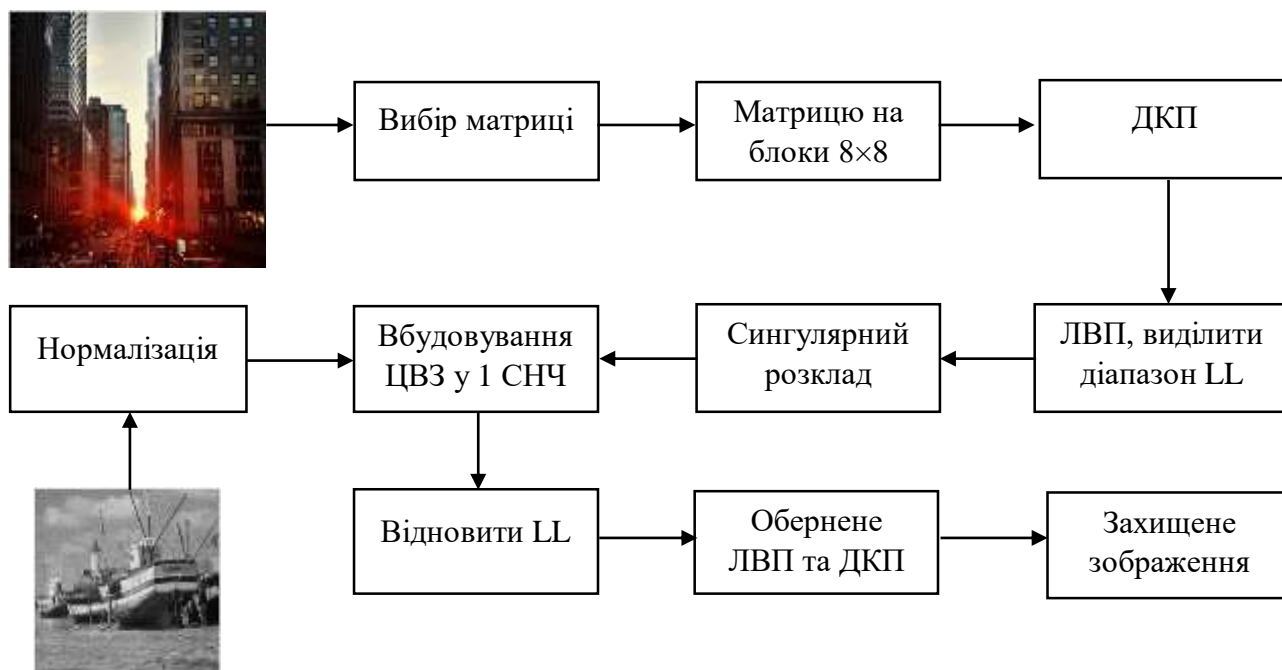 Вибір матриці
Матрицю на
блоки 8×8
ДКП
Нормалізація
Вбудовування
ЦВЗ у 1 СНЧ
Сингулярний
розклад
ЛВП, виділити
діапазон LL
Відновити LL
Обернене
ЛВП та ДКП
Захищене
зображення